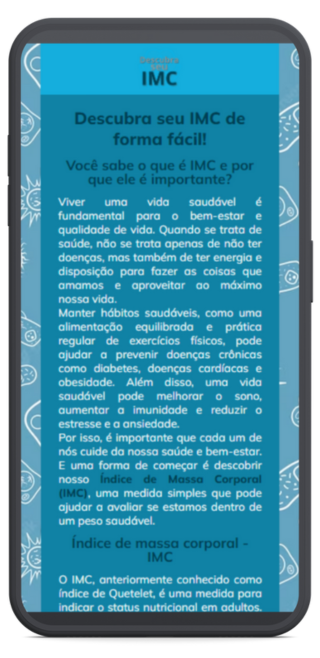 Descubra
seu
IMC
Descubra seu IMC de
forma fácil!
Você sabe o que é IMC e por
que ele é importante?
Viver uma vida saudável é
fundamental para o bem-estar e
qualidade de vida. Quando se trata de
saúde, não se trata apenas de não ter
doenças, mas também de ter energia e
disposição para fazer as coisas que
amamos e aproveitar ao máximo
nossa vida.
Manter hábitos saudáveis, como uma
alimentação equilibrada e prática
regular de exercícios físicos, pode
ajudar a prevenir doenças crônicas
como diabetes, doenças cardíacas e
obesidade. Além disso, uma vida
saudável pode melhorar o sono,
aumentar a imunidade e reduzir o
estresse e a ansiedade.
Por isso, é importante que cada um de
nós cuide da nossa saúde e bem-estar.
E uma forma de começar é descobrir
nosso Índice de Massa Corporal
(IMC), uma medida simples que pode
ajudar a avaliar se estamos dentro de
um peso saudável.
Índice de massa corporal -
IMC
O IMC, anteriormente conhecido como
índice de Quetelet, é uma medida para
indicar o status nutricional em adultos.